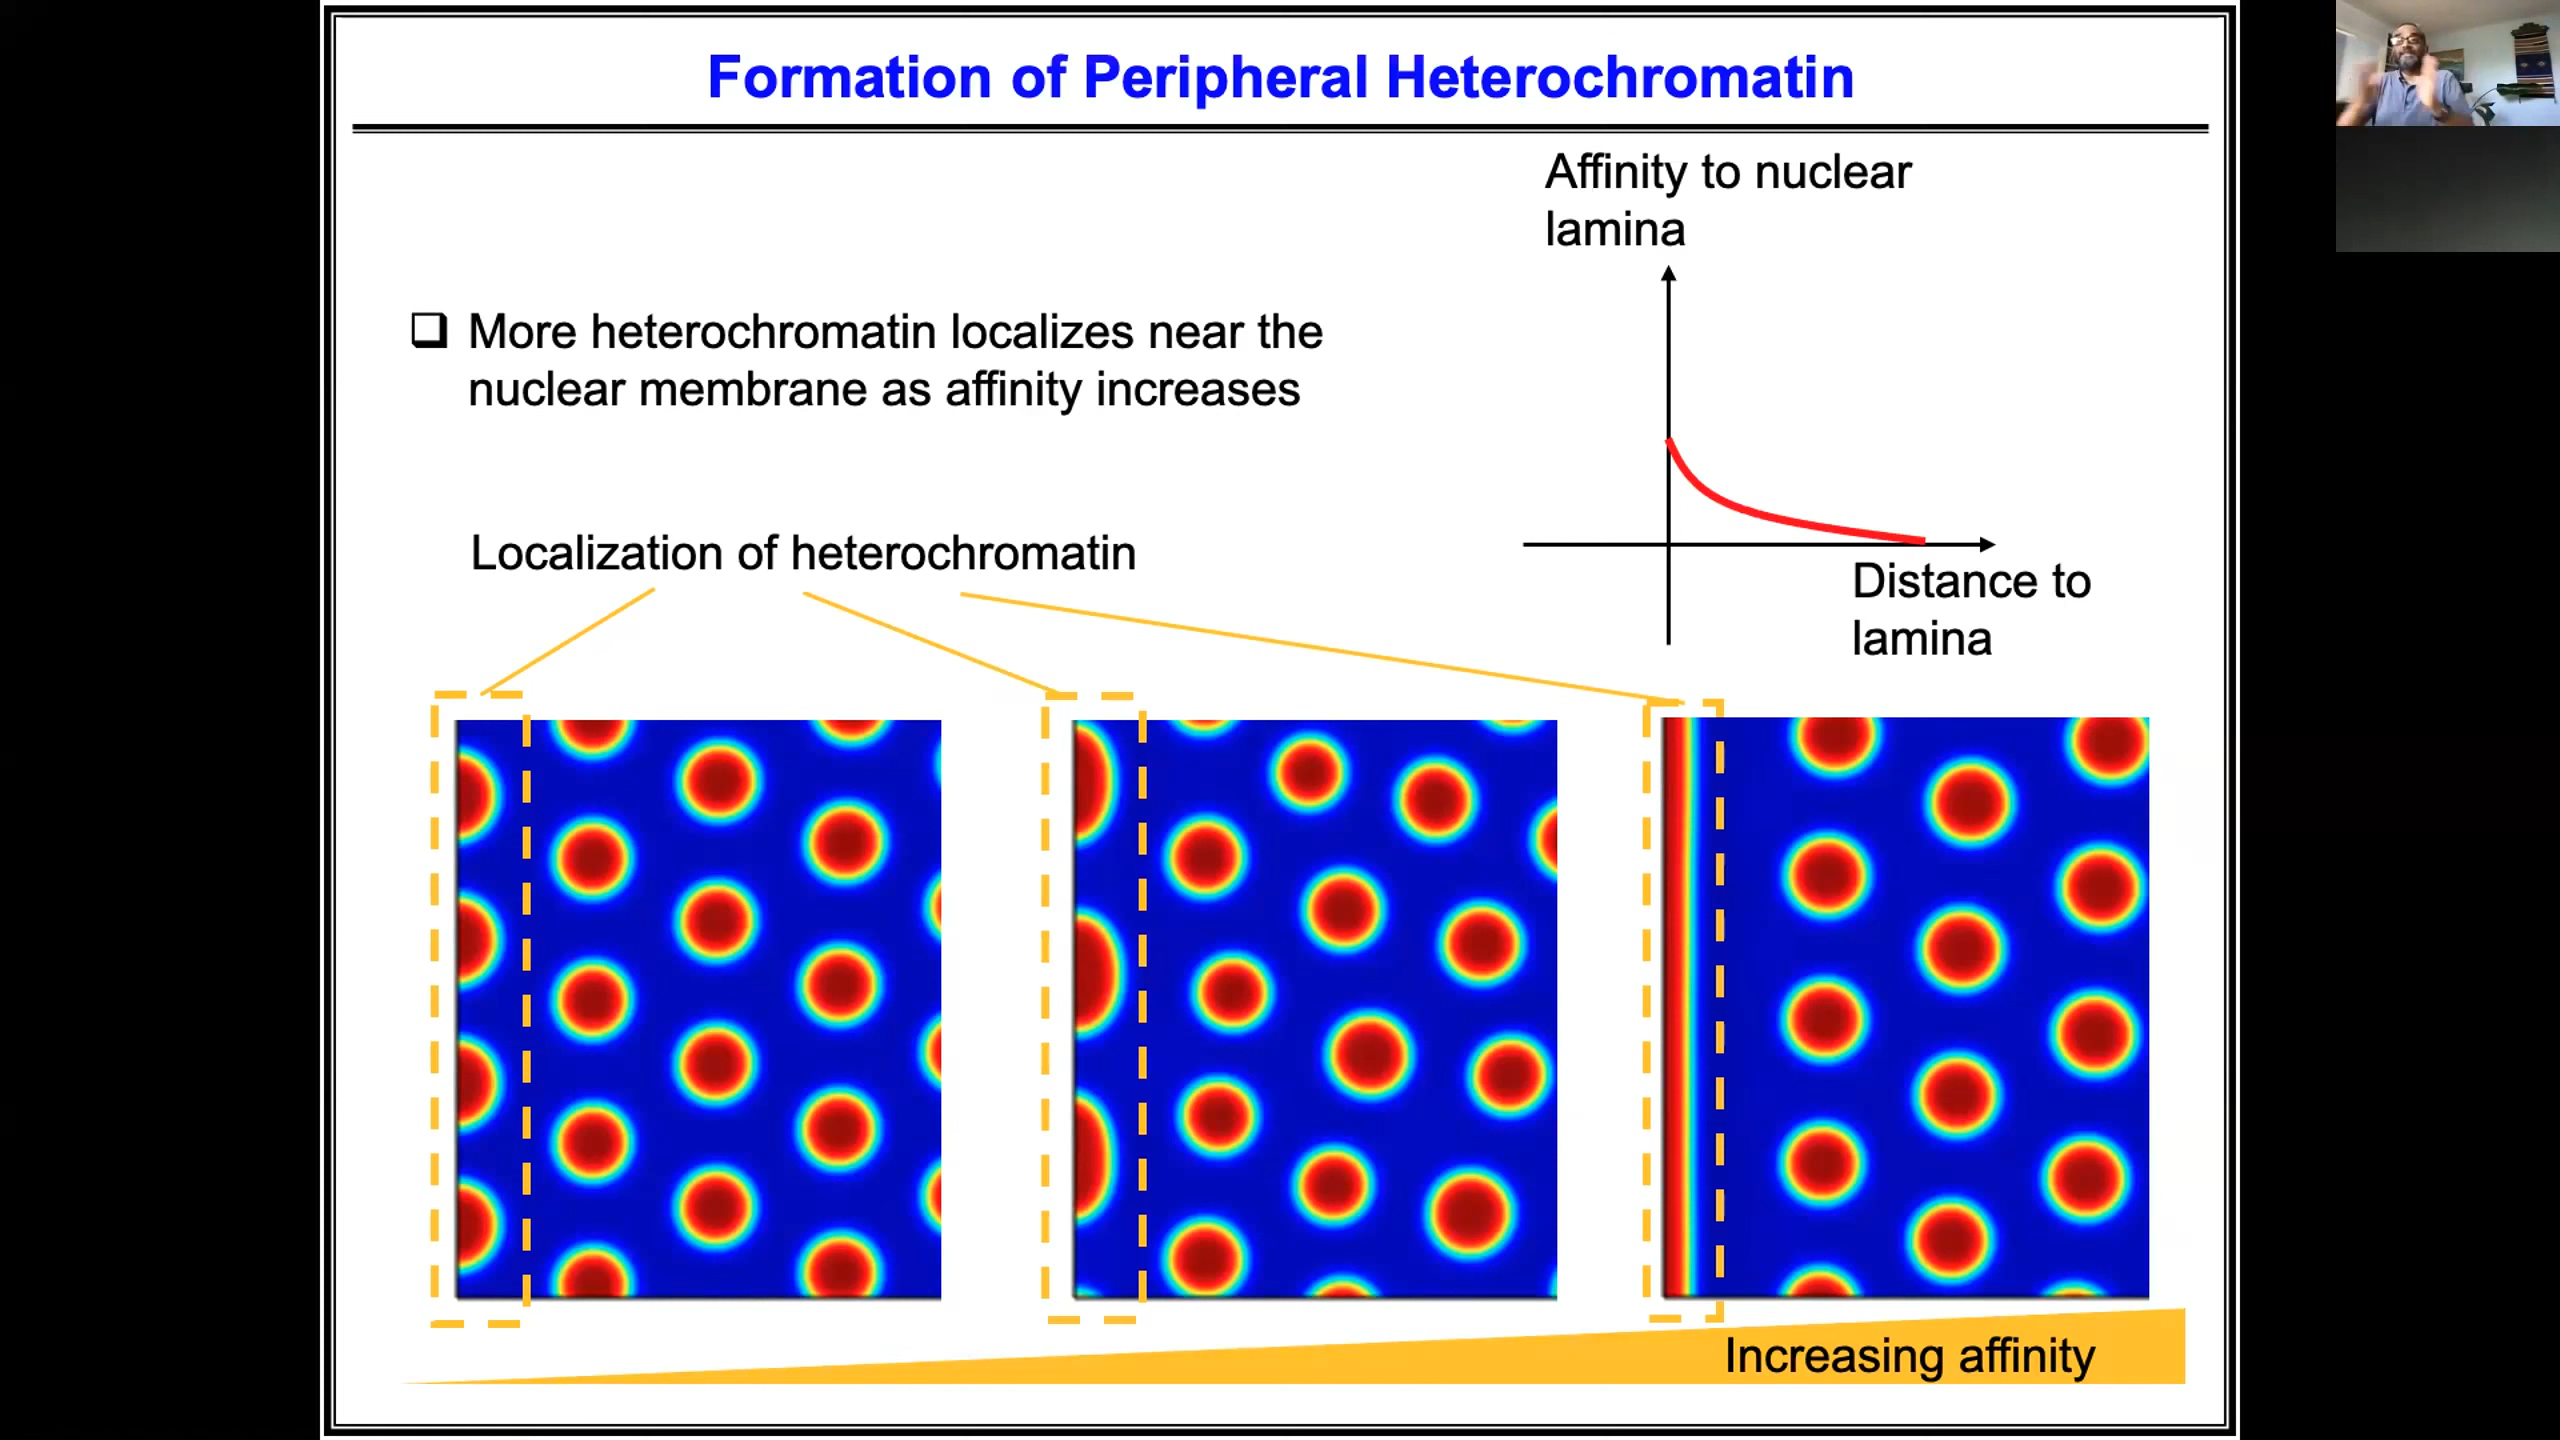 Formation of Peripheral Heterochromatin
Affinity to nuclear
lamina
More heterochromatin localizes near the
nuclear membrane as affinity increases
Localization of heterochromatin
Distance to
lamina
Increasing affinity